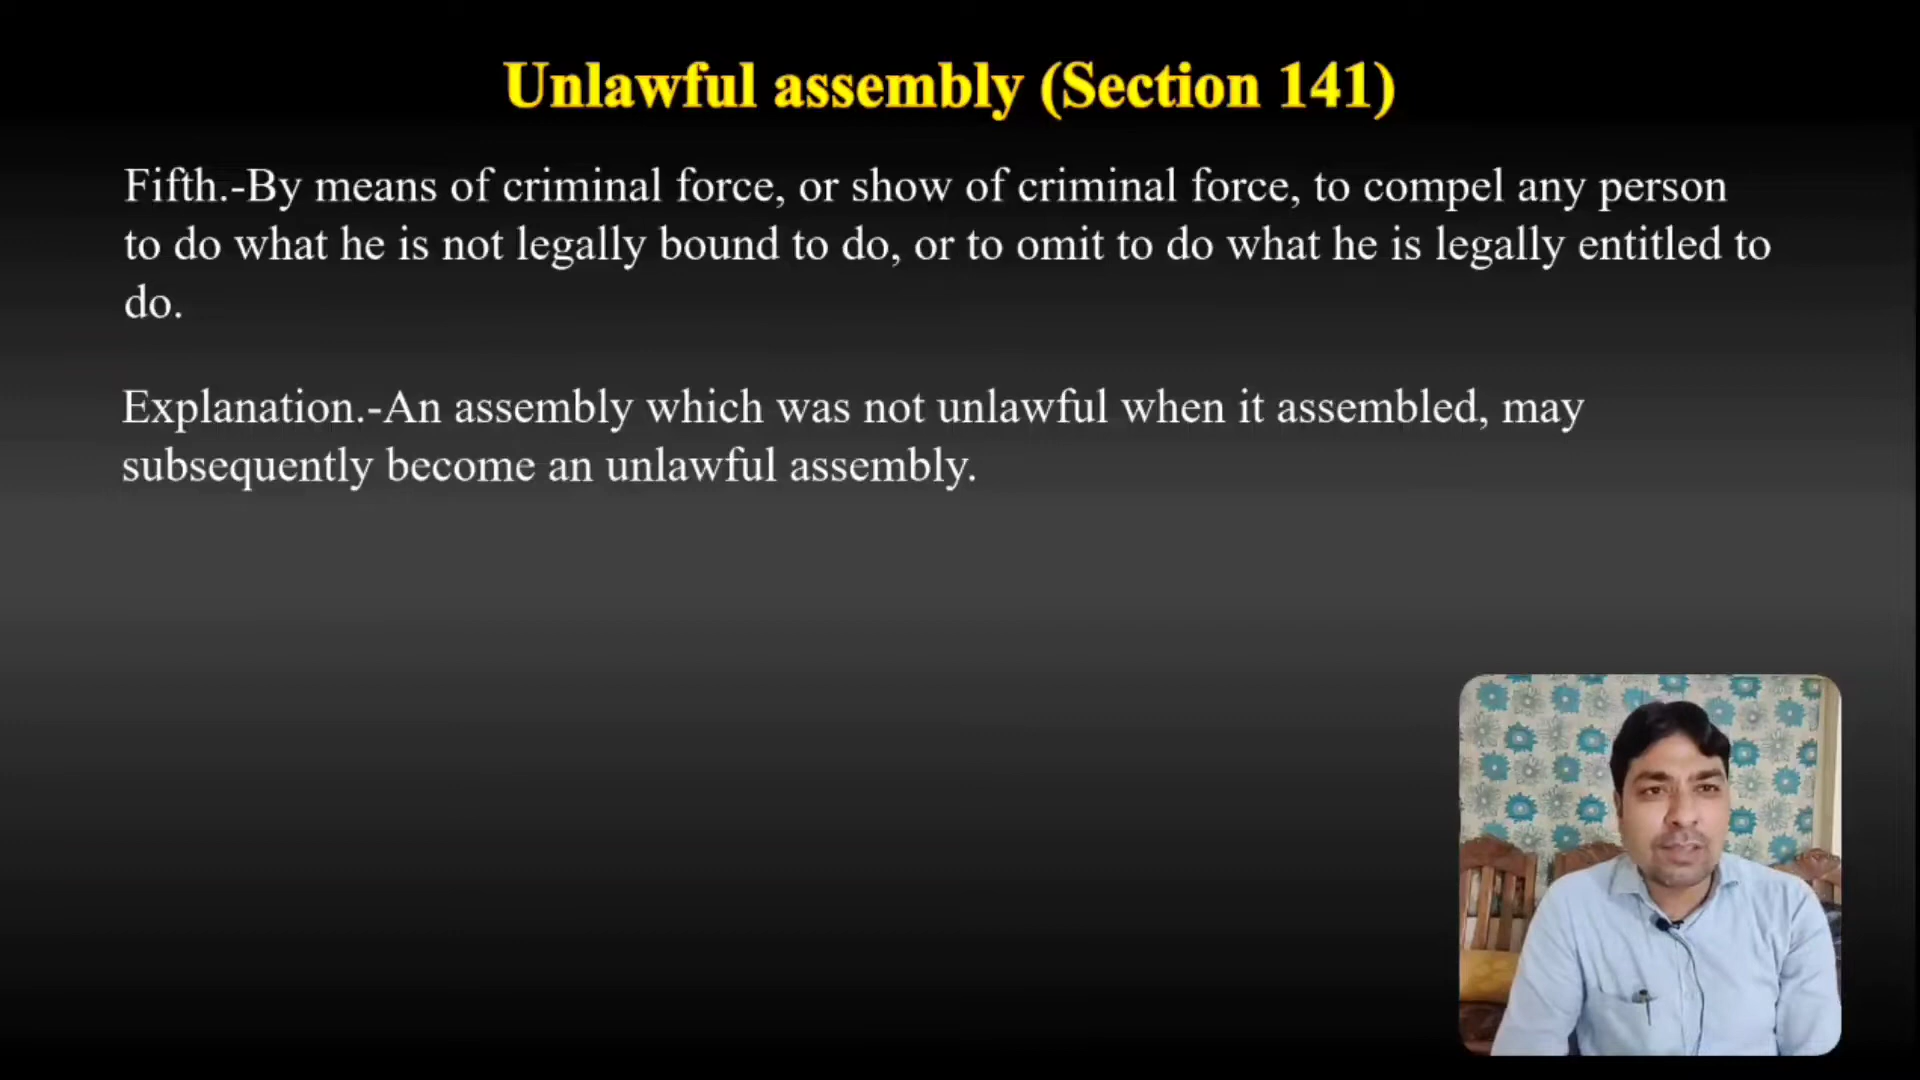 Unlawful assembly (Section 141)
Fifth.-By means of criminal force, or show of criminal force, to compel any person
to do what he is not legally bound to do, or to omit to do what he is legally entitled to
do.
Explanation.-An assembly which was not unlawful when it assembled, may
subsequently become an unlawful assembly.